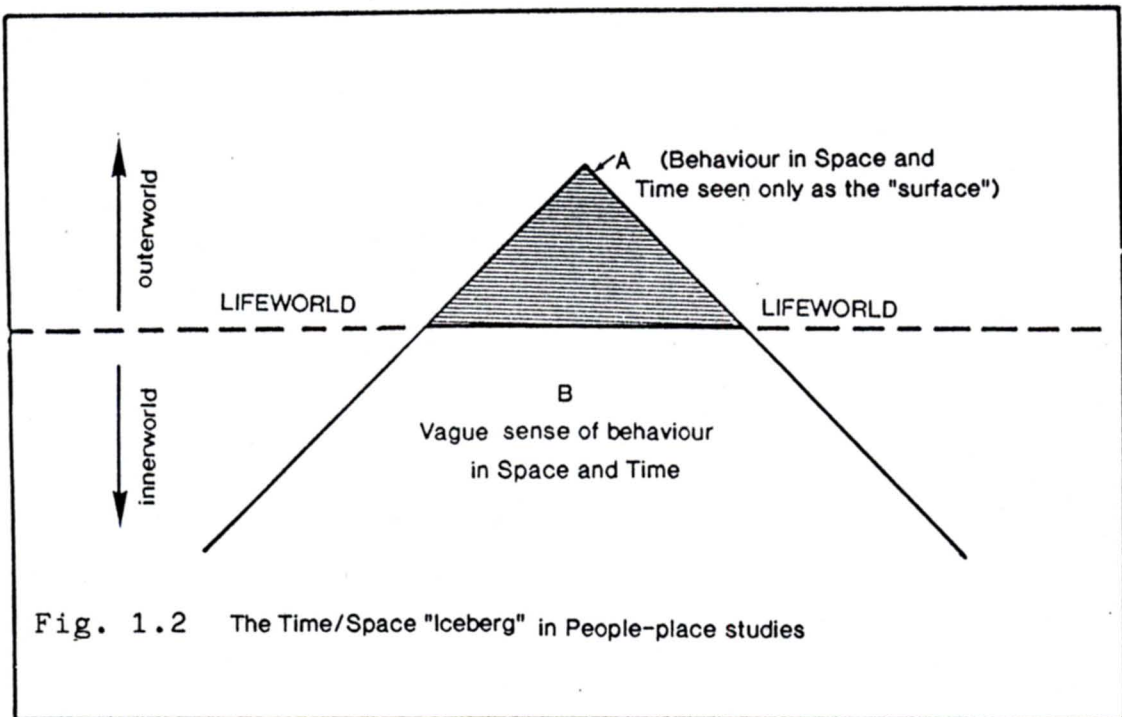 A (Behaviour in Space and
Time seen only as the "surface")
outerworld
LIFEWORLD
LIFEWORLD
innerworld
B
Vague sense of behaviour
in Space and Time
Fig. 1.2 The Time/Space "Iceberg" in People-place studies